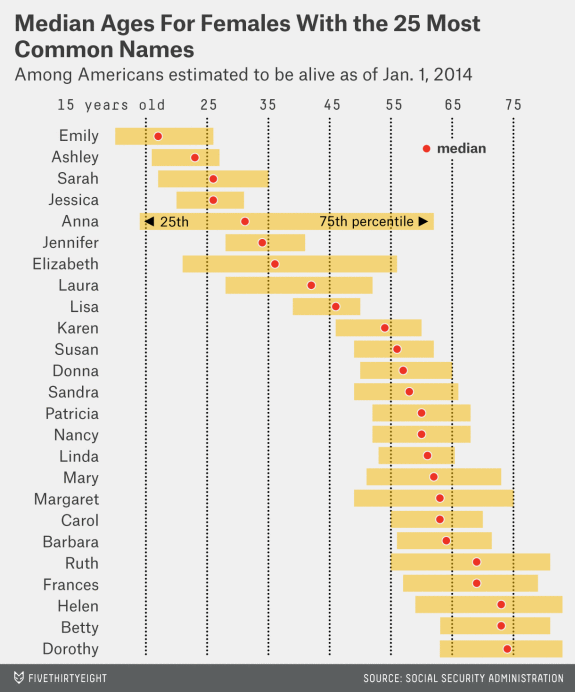 Median Ages For Females With the 25 Most
Common Names
Among Americans estimated to be alive as of Jan. 1, 2014
15 years old 25 35 45 55 65 75
Emily
median
Ashley
Sarah
Jessica
Anna ◀ 25th 75th percentile ▶
Jennifer
Elizabeth
Laura
Lisa
Karen
Susan
Donna
Sandra
Patricia
Nancy
Linda
Mary
Margaret
Carol
Barbara
Ruth
Frances
Helen
Betty
Dorothy
FIVETHIRTYEIGHT SOURCE: SOCIAL SECURITY ADMINISTRATION